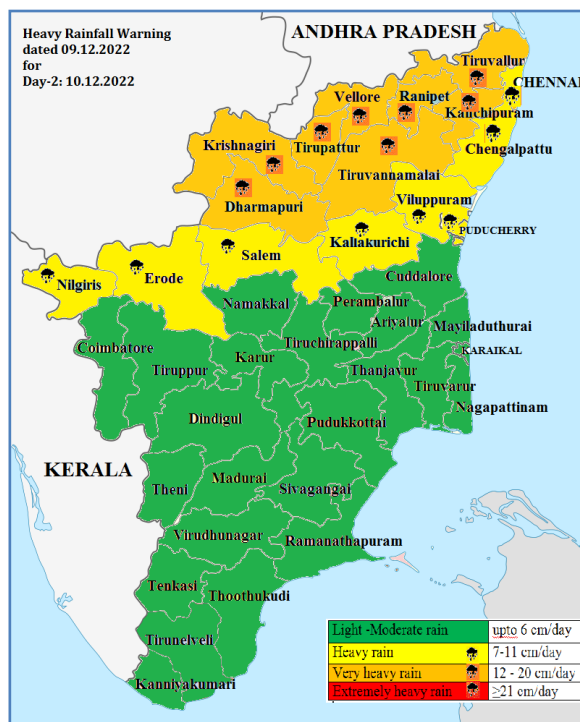 Heavy Rainfall Warning
dated 09.12.2022
for
Day-2: 10.12.2022
ANDHRA PRADESH
Tiruvallur
CHENNAI
Vellore
Ranipet
Kanchipuram
Krishnagiri
Tirupattur
Chengalpattu
Tiruvannamalai
Dharmapuri
Viluppuram
PUDUCHERRY
Kallakurichi
Salem
Erode
Nilgiris
Cuddalore
Namakkal
Perambalur
Ariyalur
Mayiladuthurai
Coimbatore
Tiruchirappalli
Karur
KARAIKAL
Tiruppur
Thanjavur
Tiruvarur
Nagapattinam
Dindigul
Pudukkottai
KERALA
Madurai
Theni
Sivagangai
Virudhunagar
Ramanathapuram
Tenkasi
Thoothukudi
Tirunelveli
Kanniyakumari
Light -Moderate rain upto 6 cm/day
Heavy rain 7-11 cm/day
Very heavy rain 12 - 20 cm/day
Extremely heavy rain ≥21 cm/day